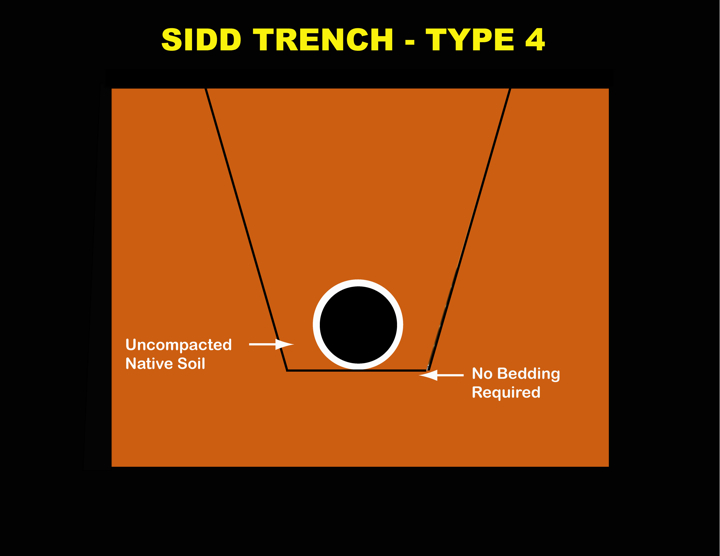 SIDD TRENCH - TYPE 4
Uncompacted
Native Soil
No Bedding
Required